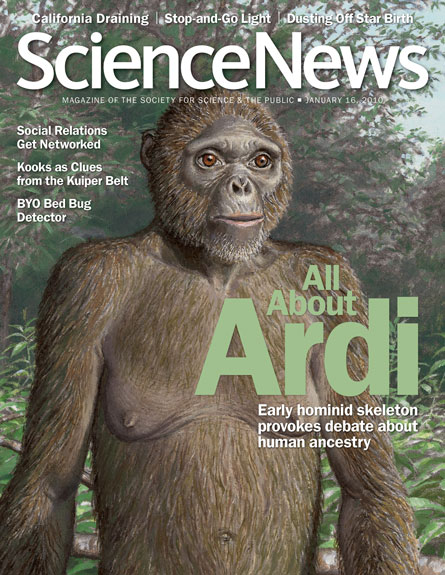 California Draining | Stop-and-Go Light | Dusting Off Star Birth
ScienceNews
MAGAZINE OF THE SOCIETY FOR SCIENCE & THE PUBLIC ■ JANUARY 16, 2010
Social Relations
Get Networked
Kooks as Clues
from the Kuiper Belt
BYO Bed Bug
Detector
All
About
Ardi
Early hominid skeleton
provokes debate about
human ancestry